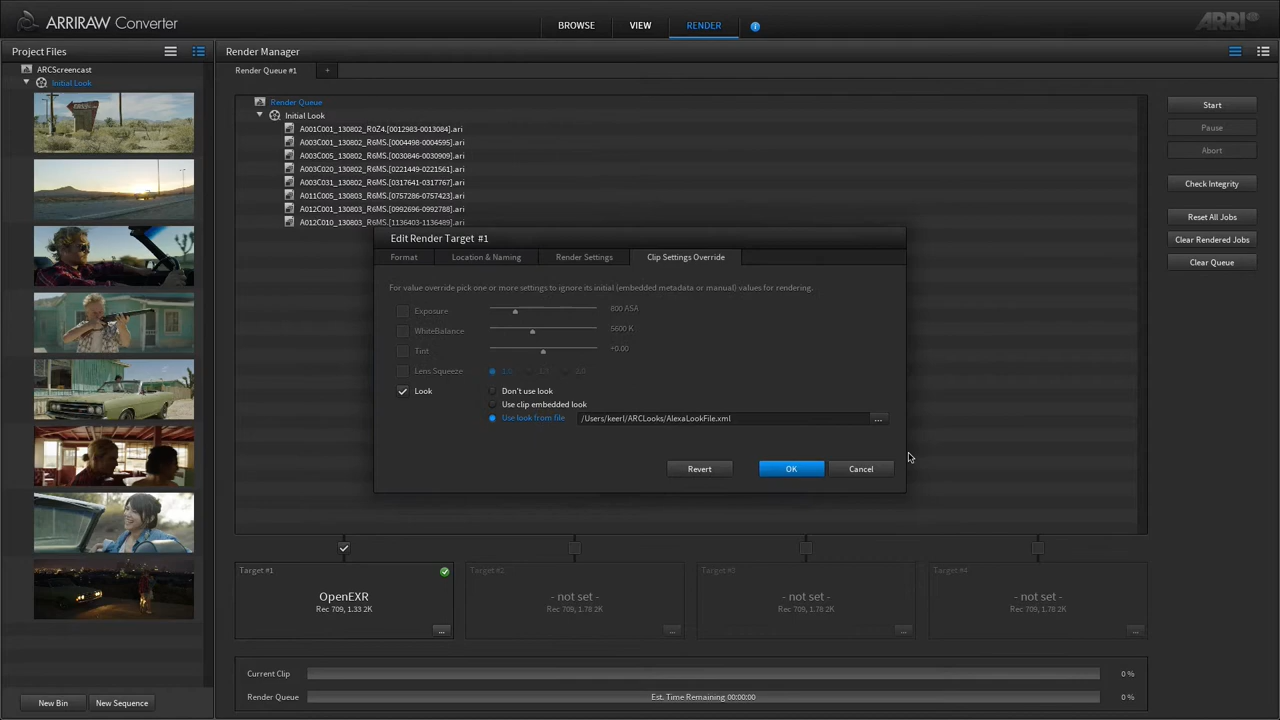 ARRIRAW Converter
BROWSE
VIEW
RENDER
ARRI
Project Files
Render Manager
ARCScreencast
Initial Look
Render Queue #1
+
Render Queue
Initial Look
A001C001_130802_R0Z4.[0012983-0013084].ari
A003C001_130802_R6MS.[0004498-0004595].ari
A003C005_130802_R6MS.[0030846-0030909].ari
A003C020_130802_R6MS.[0221449-0221561].ari
A003C031_130802_R6MS.[0317641-0317767].ari
A011C005_130803_R6MS.[0757286-0757423].ari
A012C001_130803_R6MS.[0992696-0992788].ari
A012C010_130803_R6MS.[1136403-1136489].ari
Start
Pause
Abort
Check Integrity
Reset All Jobs
Clear Rendered Jobs
Clear Queue
Edit Render Target #1
Format
Location & Naming
Render Settings
Clip Settings Override
For value override pick one or more settings to ignore its initial (embedded metadata or manual) values for rendering.
Exposure
800 ASA
WhiteBalance
5600 K
Tint
+0.00
Lens Squeeze
2.0
Look
Don't use look
Use clip embedded look
Use look from file
/Users/keerl/ARCLooks/AlexaLookFile.xml
...
Revert
OK
Cancel
Target #1
OpenEXR
Rec 709, 1.33 2K
...
Target #2
- not set -
Rec 709, 1.78 2K
...
Target #3
- not set -
Rec 709, 1.78 2K
...
Target #4
- not set -
Rec 709, 1.78 2K
...
Current Clip
0 %
Render Queue
Est. Time Remaining 00:00:00
0 %
New Bin
New Sequence